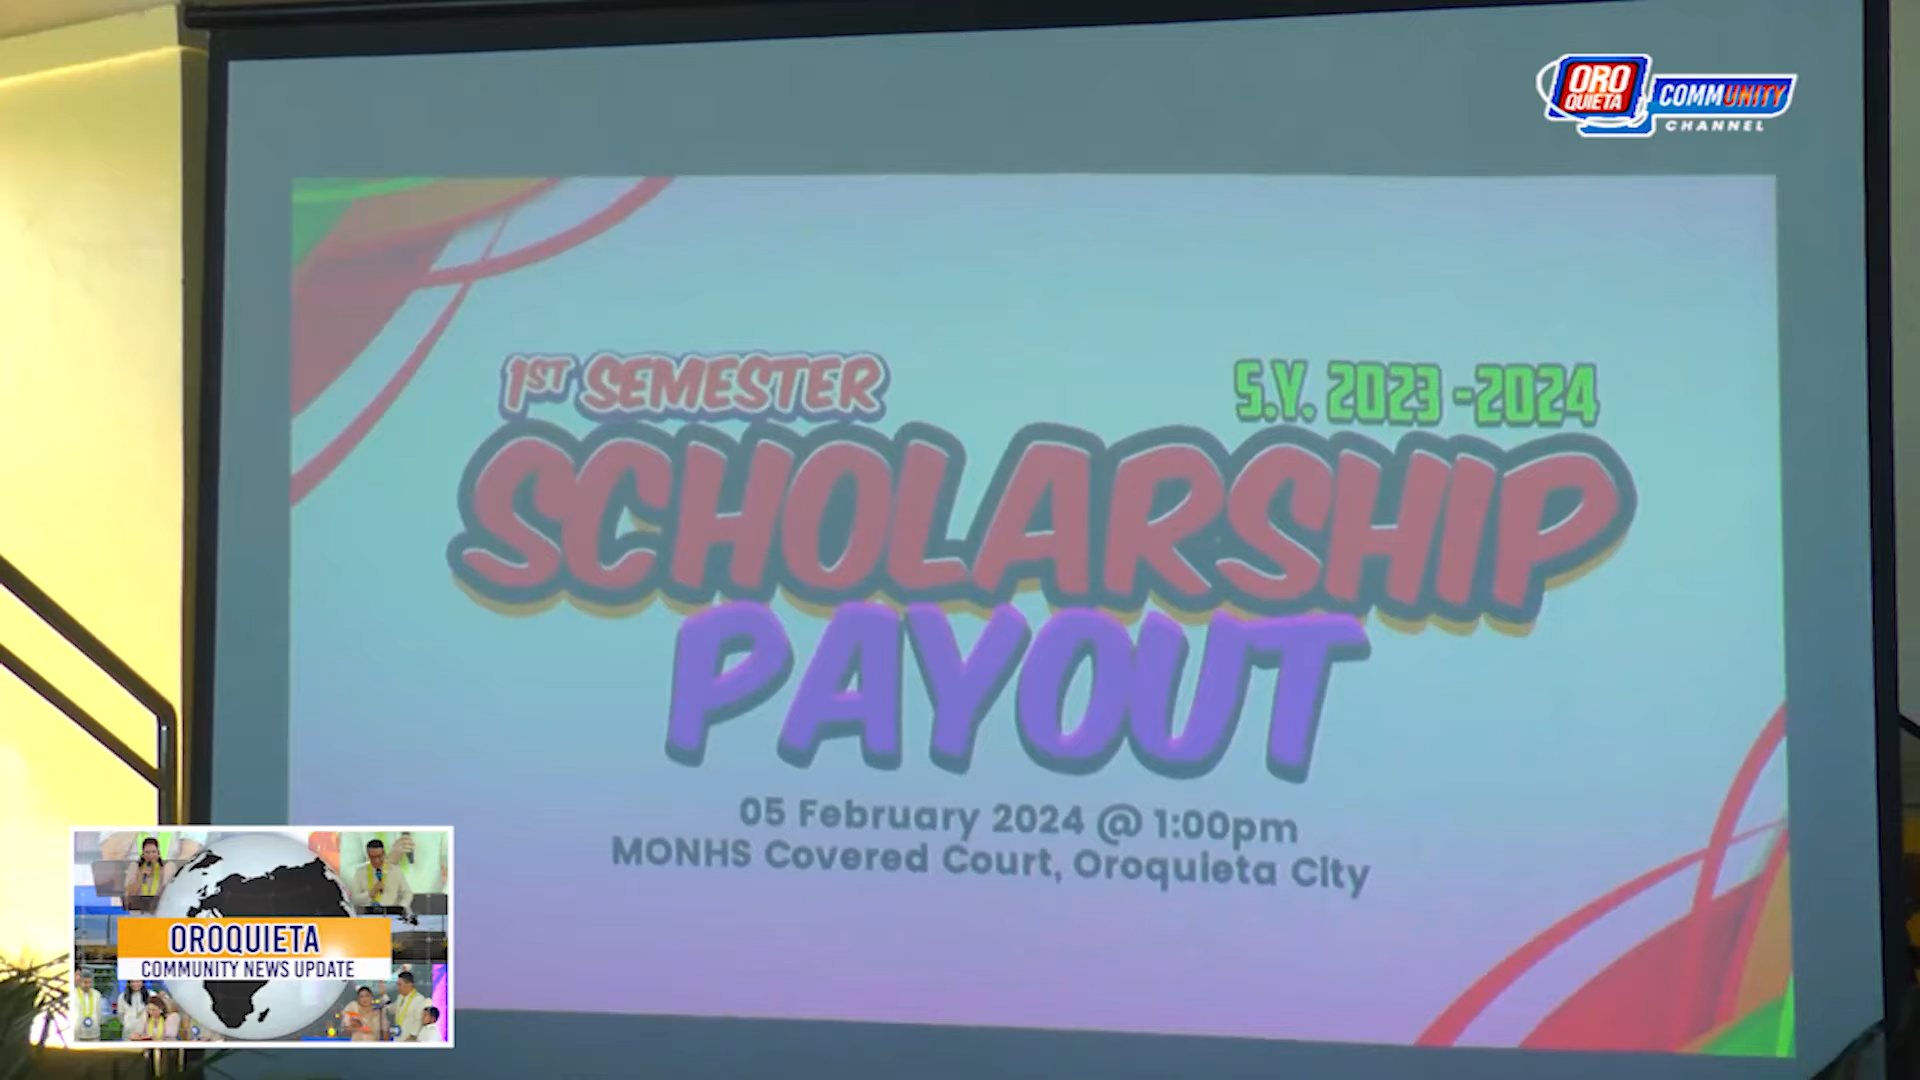 ORO
QUIETA
COMMUNITY
CHANNEL
1ST SEMESTER
S.Y. 2023 -2024
SCHOLARSHIP
PAYOUT
05 February 2024 @ 1:00pm
MONHS Covered Court, Oroquieta City
OROQUIETA
COMMUNITY NEWS UPDATE